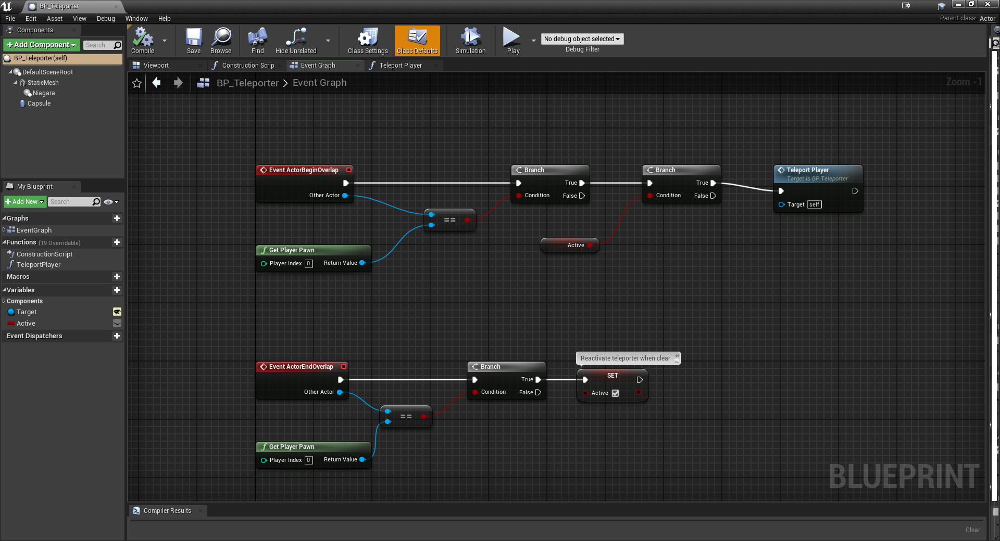 BP_Teleporter
File Edit Asset View Debug Window Help
Parent class: Actor
Components
+Add Component
Search
BP_Teleporter(self)
DefaultSceneRoot
StaticMesh
Niagara
Capsule
Compile
Save
Browse
Find
Hide Unrelated
Class Settings
Class Defaults
Simulation
Play
No debug object selected
Debug Filter
Viewport
Construction Scrip
Event Graph
Teleport Player
BP_Teleporter > Event Graph
Zoom -1
My Blueprint
+Add New
Search
Graphs
EventGraph
Functions (19 Overridable)
ConstructionScript
TeleportPlayer
Macros
Variables
Components
Target
Active
Event Dispatchers
Event ActorBeginOverlap
Other Actor
Get Player Pawn
Player Index 0
Return Value
==
Branch
True
Condition
False
Active
Branch
True
Condition
False
Teleport Player
Target is BP Teleporter
Target self
Event ActorEndOverlap
Other Actor
Get Player Pawn
Player Index 0
Return Value
==
Branch
True
Condition
False
Reactivate teleporter when clear
SET
Active
BLUEPRINT
Compiler Results
Clear